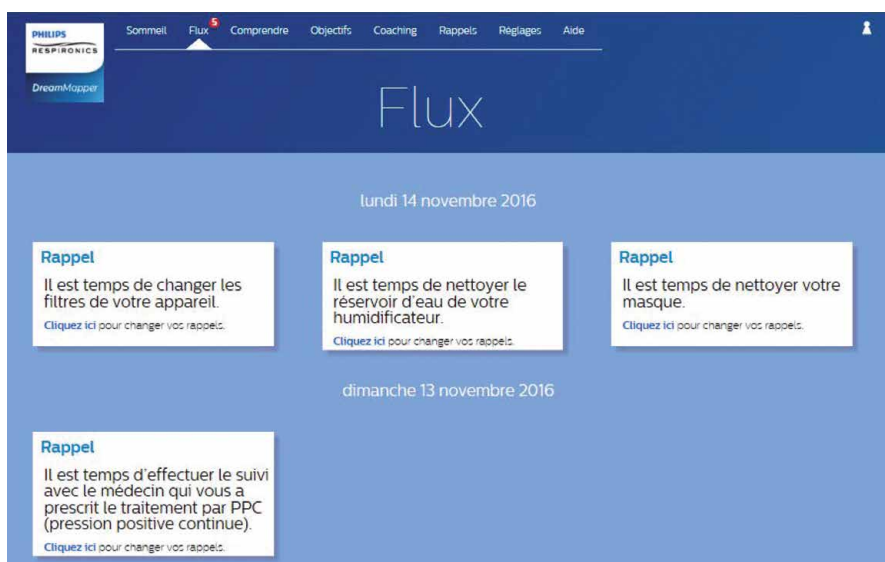 PHILIPS
RESPIRONICS
DreamMapper
Sommeil Flux 5 Comprendre Objectifs Coaching Rappels Réglages Aide
Flux
lundi 14 novembre 2016
Rappel
Il est temps de changer les
filtres de votre appareil.
Cliquez ici pour changer vos rappels.
Rappel
Il est temps de nettoyer le
réservoir d'eau de votre
humidificateur.
Cliquez ici pour changer vos rappels.
Rappel
Il est temps de nettoyer votre
masque.
Cliquez ici pour changer vos rappels.
dimanche 13 novembre 2016
Rappel
Il est temps d'effectuer le suivi
avec le médecin qui vous a
prescrit le traitement par PPC
(pression positive continue).
Cliquez ici pour changer vos rappels.